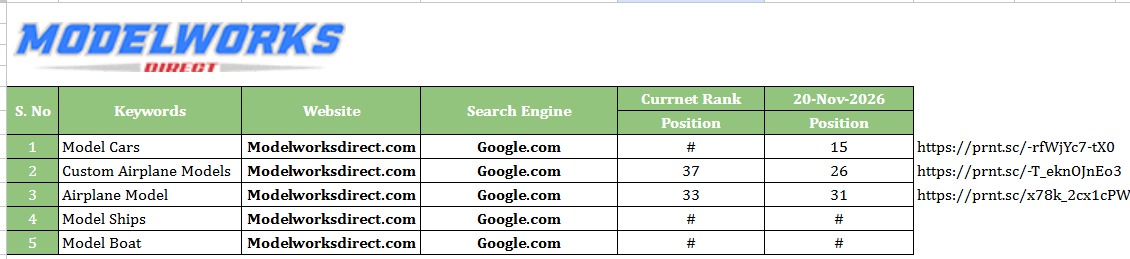 MODELWORKS
DIRECT
S. No Keywords Website Search Engine Currnet Rank 20-Nov-2026
Position Position
1 Model Cars Modelworksdirect.com Google.com # 15 https://prnt.sc/-rfWjYc7-tX0
2 Custom Airplane Models Modelworksdirect.com Google.com 37 26 https://prnt.sc/-T_eknOJnEo3
3 Airplane Model Modelworksdirect.com Google.com 33 31 https://prnt.sc/x78k_2cx1cPW
4 Model Ships Modelworksdirect.com Google.com # #
5 Model Boat Modelworksdirect.com Google.com # #